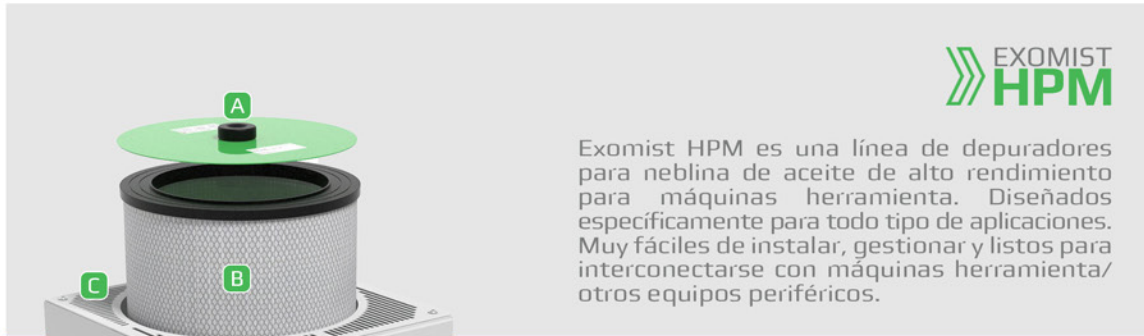 EXOMIST
HPM
A
Exomist HPM es una línea de depuradores
para neblina de aceite de alto rendimiento
para máquinas herramienta. Diseñados
específicamente para todo tipo de aplicaciones.
Muy fáciles de instalar, gestionar y listos para
interconectarse con máquinas herramienta/
otros equipos periféricos.
B
C